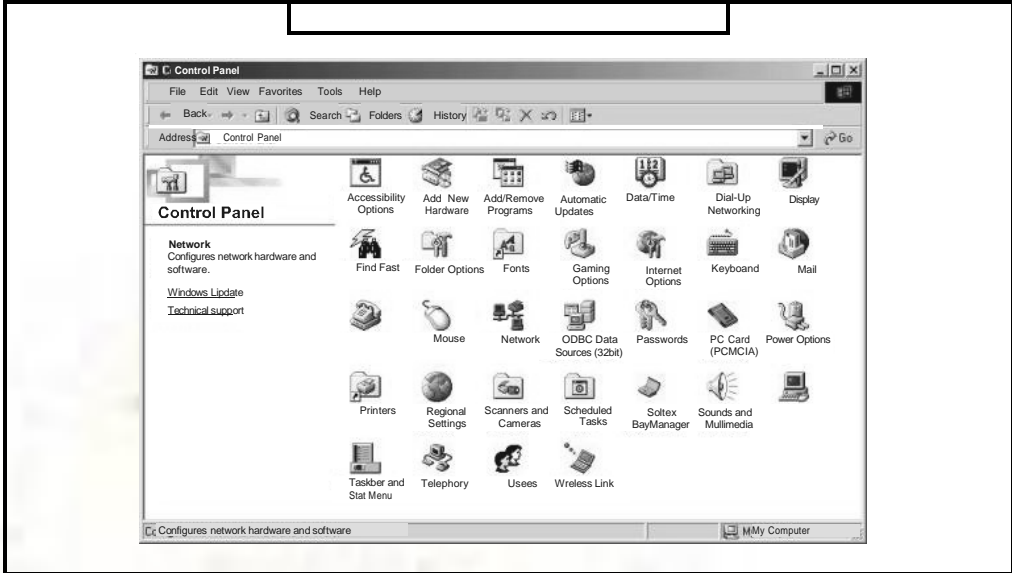 Control Panel
File Edit View Favorites Tools Help
Back Search Folders History
Address Control Panel Go
Control Panel
Network
Configures network hardware and
software.
Windows Lipdate
Technical support
Accessibility
Options
Add New
Hardware
Add/Remove
Programs
Automatic
Updates
Data/Time
Dial-Up
Networking
Display
Find Fast
Folder Options
Fonts
Gaming
Options
Internet
Options
Keyboand
Mail
Mouse
Network
ODBC Data
Sources (32bit)
Passwords
PC Card
(PCMCIA)
Power Options
Printers
Regional
Settings
Scanners and
Cameras
Scheduled
Tasks
Soltex
BayManager
Sounds and
Mullimedia
Taskber and
Stat Menu
Telephory
Usees
Wreless Link
Configures network hardware and software
My Computer